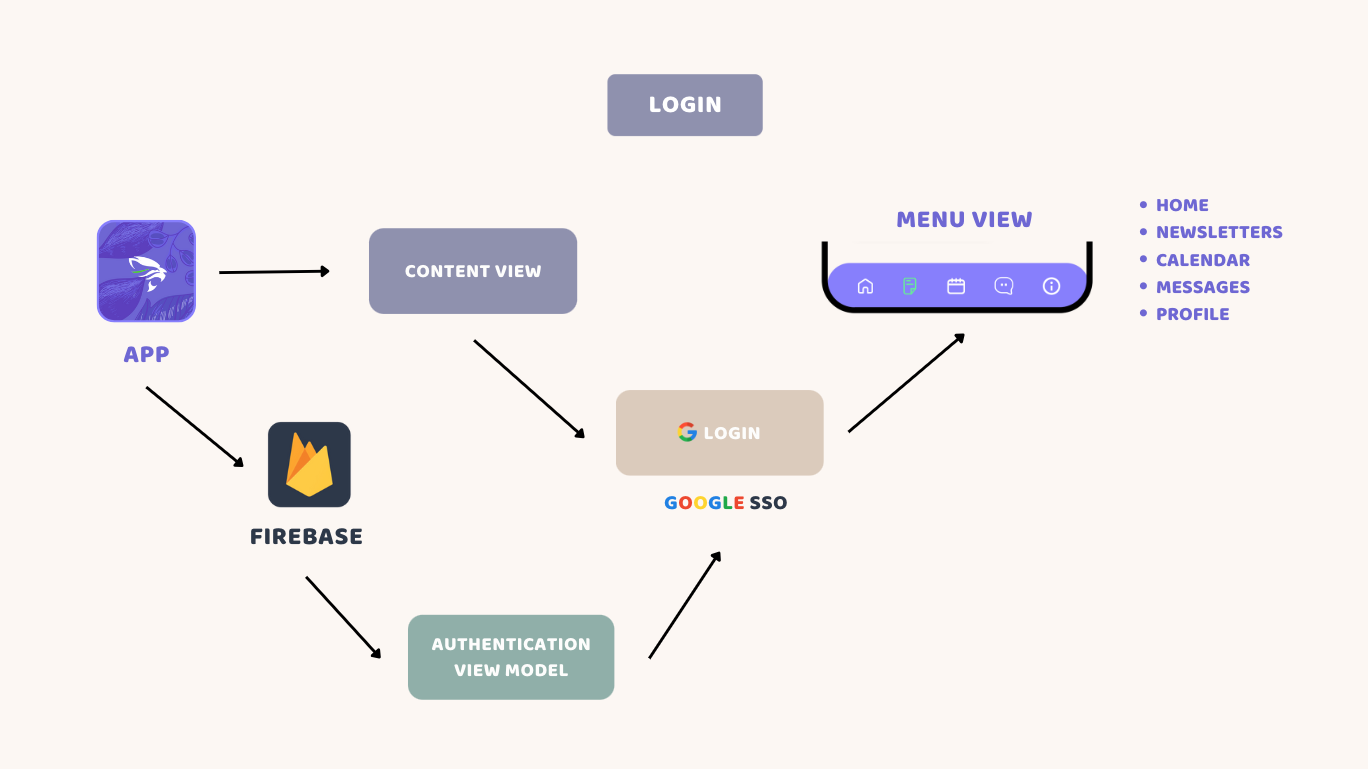 LOGIN
APP
CONTENT VIEW
FIREBASE
AUTHENTICATION
VIEW MODEL
LOGIN
GOOGLE SSO
MENU VIEW
• HOME
• NEWSLETTERS
• CALENDAR
• MESSAGES
• PROFILE